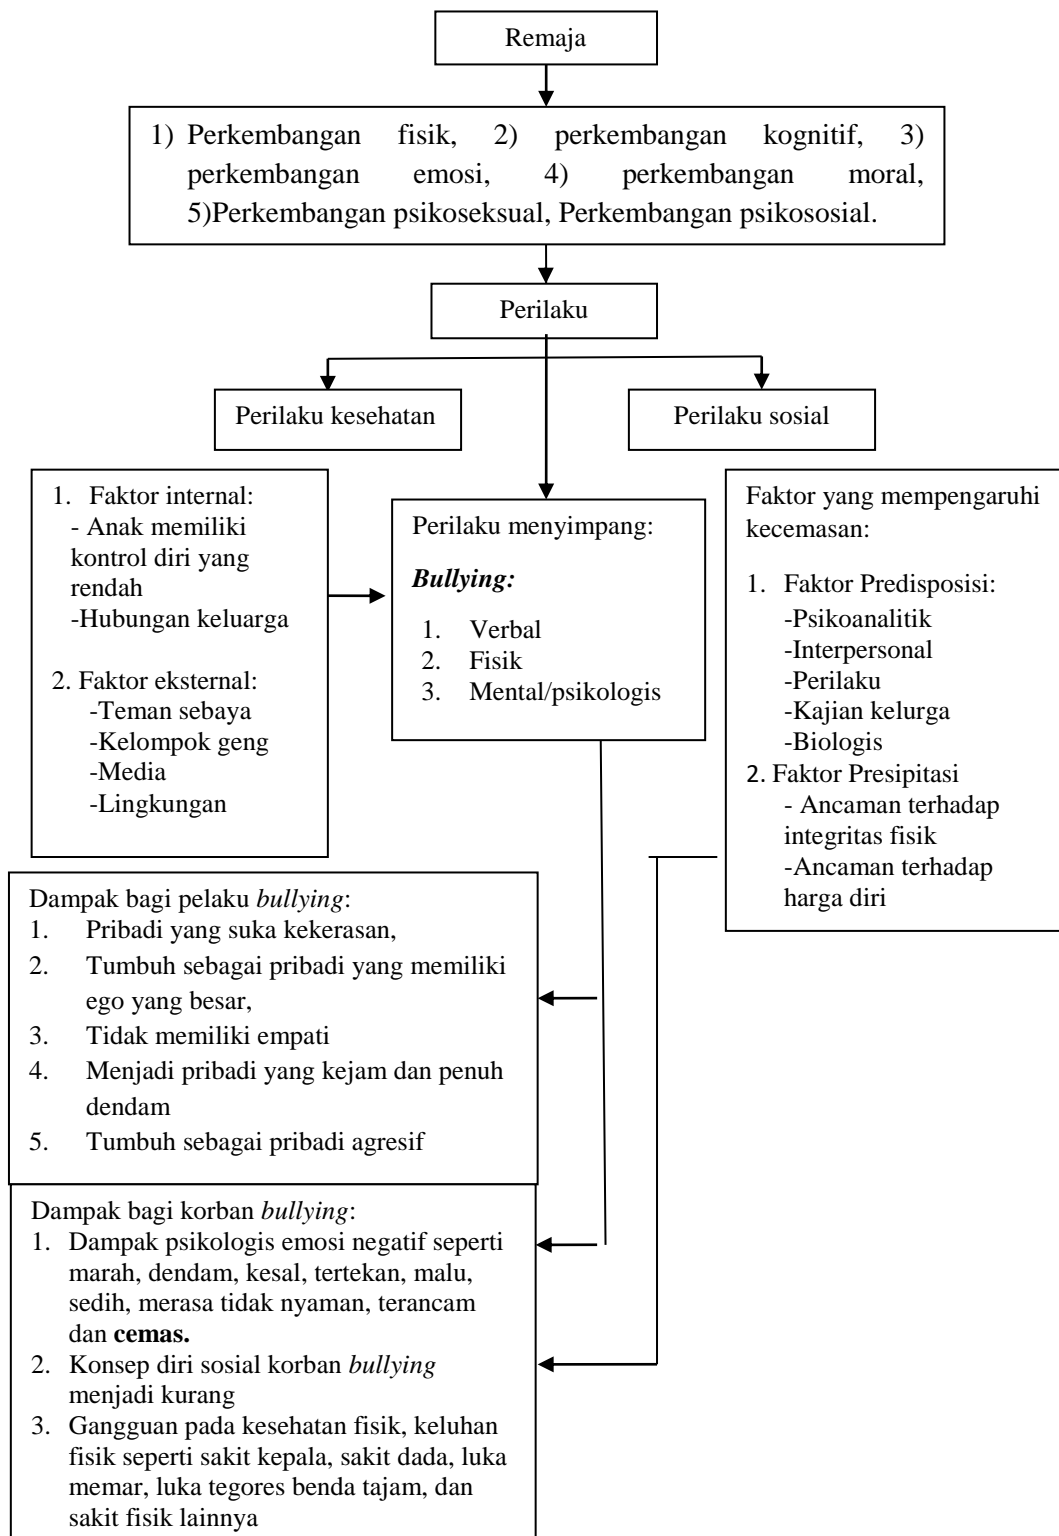 Remaja
1) Perkembangan fisik, 2) perkembangan kognitif, 3)
perkembangan emosi, 4) perkembangan moral,
5)Perkembangan psikoseksual, Perkembangan psikososial.
Perilaku
Perilaku kesehatan
Perilaku sosial
1. Faktor internal:
- Anak memiliki
kontrol diri yang
rendah
-Hubungan keluarga
2. Faktor eksternal:
-Teman sebaya
-Kelompok geng
-Media
-Lingkungan
Perilaku menyimpang:
Bullying:
1. Verbal
2. Fisik
3. Mental/psikologis
Faktor yang mempengaruhi
kecemasan:
1. Faktor Predisposisi:
-Psikoanalitik
-Interpersonal
-Perilaku
-Kajian kelurga
-Biologis
2. Faktor Presipitasi
- Ancaman terhadap
integritas fisik
-Ancaman terhadap
harga diri
Dampak bagi pelaku bullying:
1. Pribadi yang suka kekerasan,
2. Tumbuh sebagai pribadi yang memiliki
ego yang besar,
3. Tidak memiliki empati
4. Menjadi pribadi yang kejam dan penuh
dendam
5. Tumbuh sebagai pribadi agresif
Dampak bagi korban bullying:
1. Dampak psikologis emosi negatif seperti
marah, dendam, kesal, tertekan, malu,
sedih, merasa tidak nyaman, terancam
dan cemas.
2. Konsep diri sosial korban bullying
menjadi kurang
3. Gangguan pada kesehatan fisik, keluhan
fisik seperti sakit kepala, sakit dada, luka
memar, luka tegores benda tajam, dan
sakit fisik lainnya